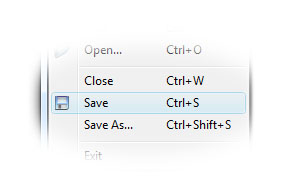 Open... Ctrl+O
Close Ctrl+W
Save Ctrl+S
Save As... Ctrl+Shift+S
Exit